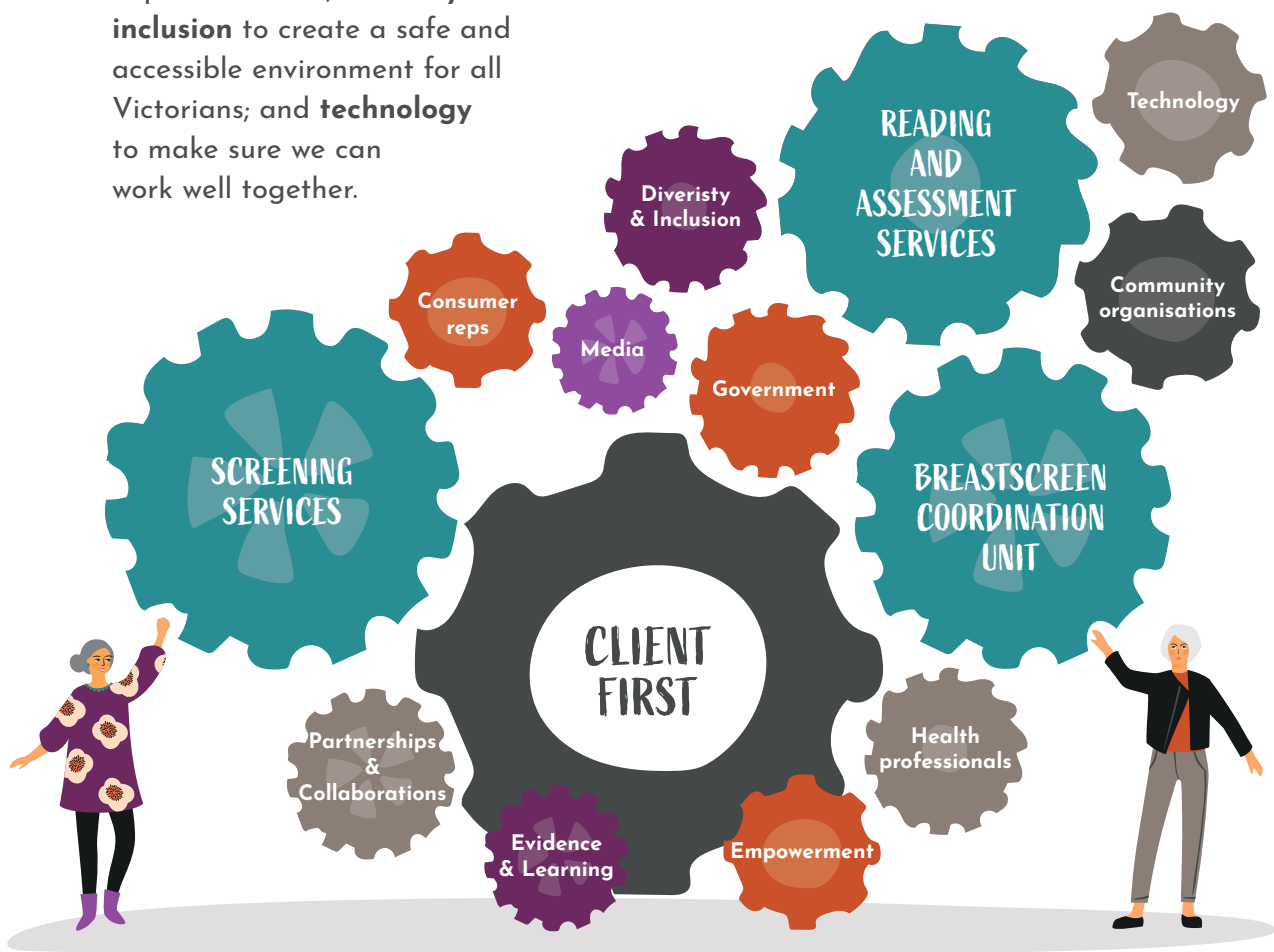 inclusion to create a safe and
accessible environment for all
Victorians; and technology
to make sure we can
work well together.
Technology
READING
AND
ASSESSMENT
SERVICES
Diveristy
& Inclusion
Community
organisations
Consumer
reps
Media
Government
SCREENING
SERVICES
BREASTSCREEN
COORDINATION
UNIT
CLIENT
FIRST
Partnerships
&
Collaborations
Health
professionals
Evidence
& Learning
Empowerment